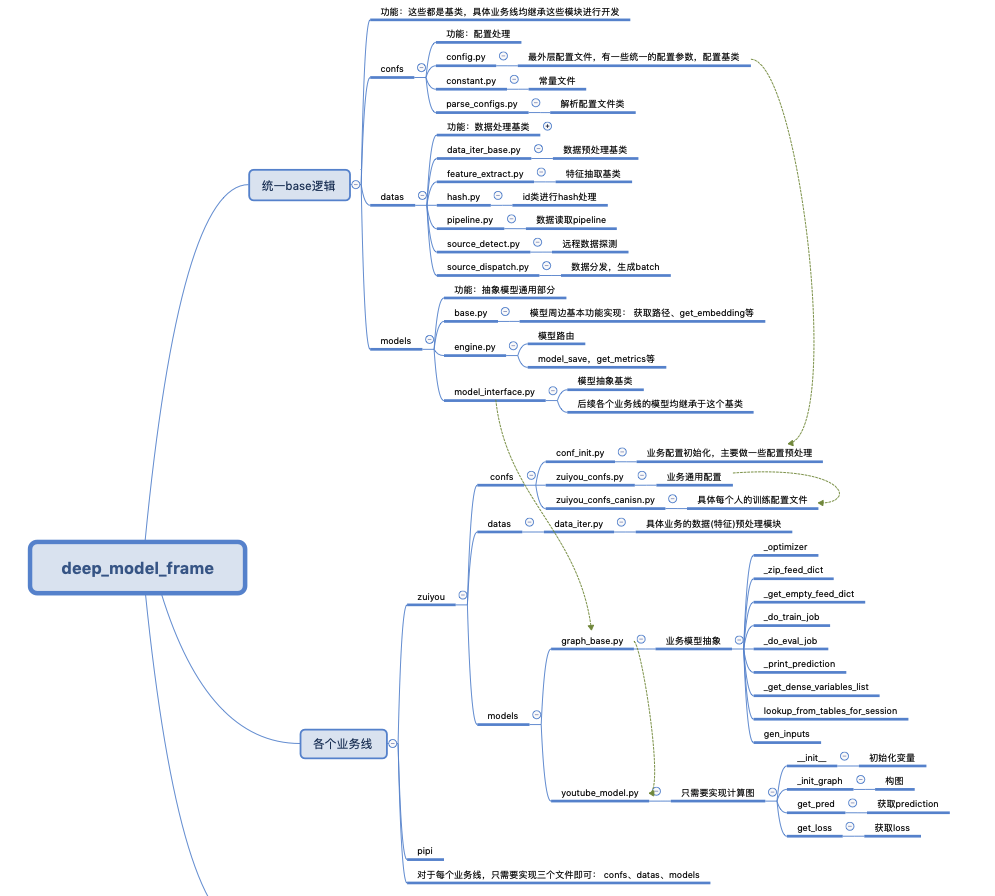 deep_model_frame
统一base逻辑
功能：这些都是基类，具体业务线均继承这些模块进行开发
confs
功能：配置处理
config.py
最外层配置文件，有一些统一的配置参数，配置基类
constant.py
常量文件
parse_configs.py
解析配置文件类
datas
功能：数据处理基类
data_iter_base.py
数据预处理基类
feature_extract.py
特征抽取基类
hash.py
id类进行hash处理
pipeline.py
数据读取pipeline
source_detect.py
远程数据探测
source_dispatch.py
数据分发，生成batch
models
功能：抽象模型通用部分
base.py
模型周边基本功能实现： 获取路径、get_embedding等
engine.py
模型路由
model_save，get_metrics等
model_interface.py
模型抽象基类
后续各个业务线的模型均继承于这个基类
各个业务线
zuiyou
confs
conf_init.py
业务配置初始化，主要做一些配置预处理
zuiyou_confs.py
业务通用配置
zuiyou_confs_canisn.py
具体每个人的训练配置文件
datas
data_iter.py
具体业务的数据(特征)预处理模块
models
graph_base.py
业务模型抽象
_optimizer
_zip_feed_dict
_get_empty_feed_dict
_do_train_job
_do_eval_job
_print_prediction
_get_dense_variables_list
lookup_from_tables_for_session
gen_inputs
youtube_model.py
只需要实现计算图
__init__
初始化变量
_init_graph
构图
get_pred
获取prediction
get_loss
获取loss
pipi
对于每个业务线，只需要实现三个文件即可： confs、datas、models